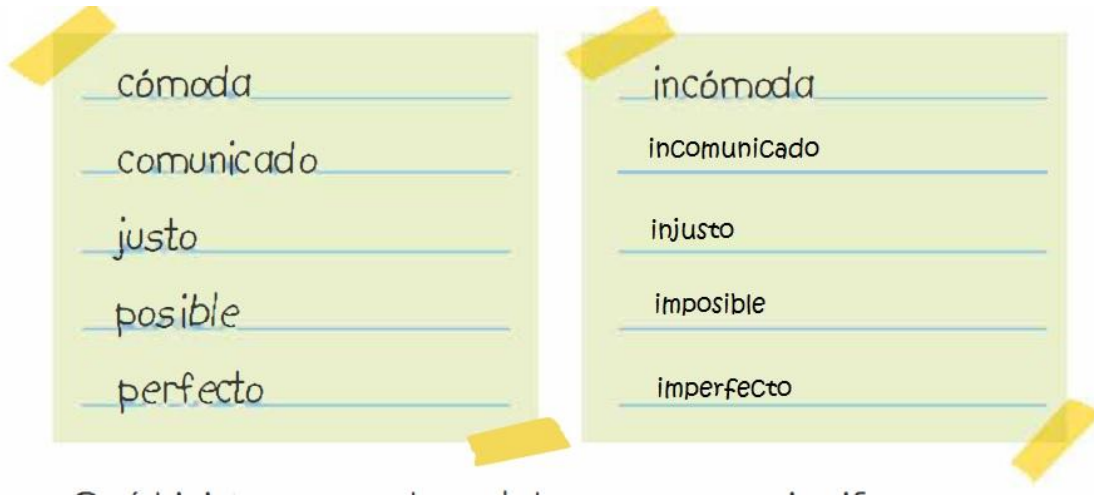 cómoda
comunicado
justo
posible
perfecto
incómoda
incomunicado
injusto
imposible
imperfecto